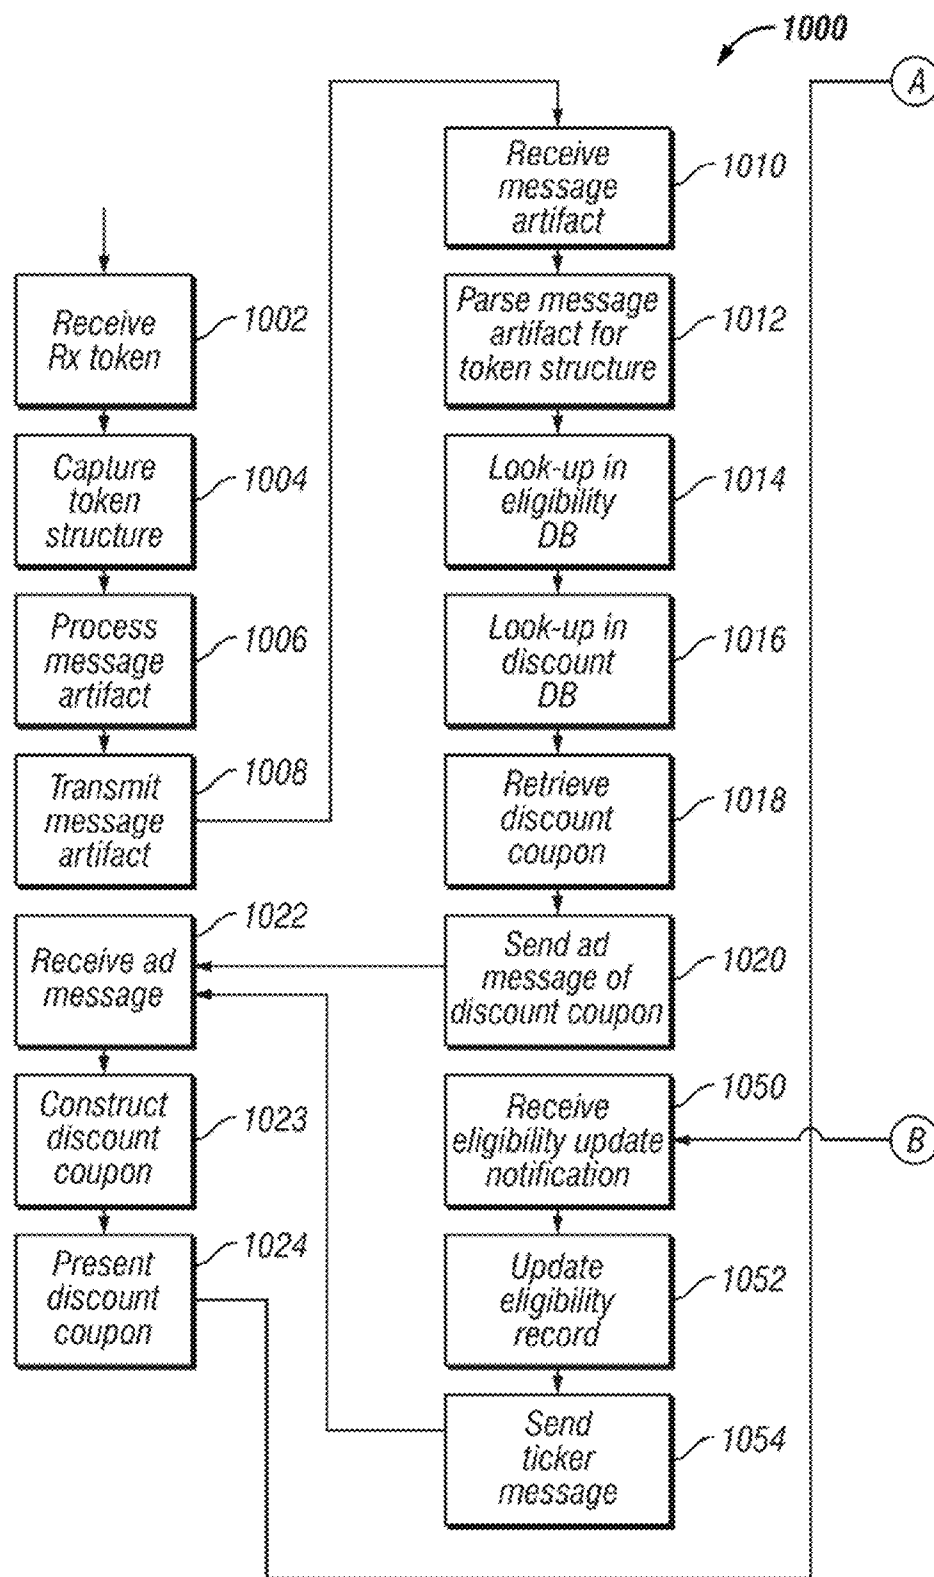 1000
A
Receive
message
artifact
1010
Parse message
artifact for
token structure
1012
Look-up in
eligibility
DB
1014
Look-up in
discount
DB
1016
Retrieve
discount
coupon
1018
Send ad
message of
discount coupon
1020
Receive
Rx token
1002
Capture
token
structure
1004
Process
message
artifact
1006
Transmit
message
artifact
1008
Receive ad
message
1022
Construct
discount
coupon
1023
Present
discount
coupon
1024
Receive
eligibility update
notification
1050
B
Update
eligibility
record
1052
Send
ticker
message
1054